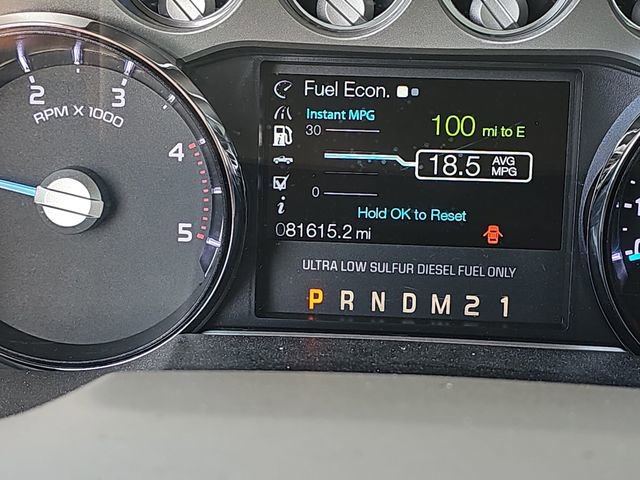 Fuel Econ.
Instant MPG
30
100 mi to E
18.5 AVG MPG
0
Hold OK to Reset
081615.2 mi
ULTRA LOW SULFUR DIESEL FUEL ONLY
P R N D M 2 1
2 3 4 5
RPM X 1000